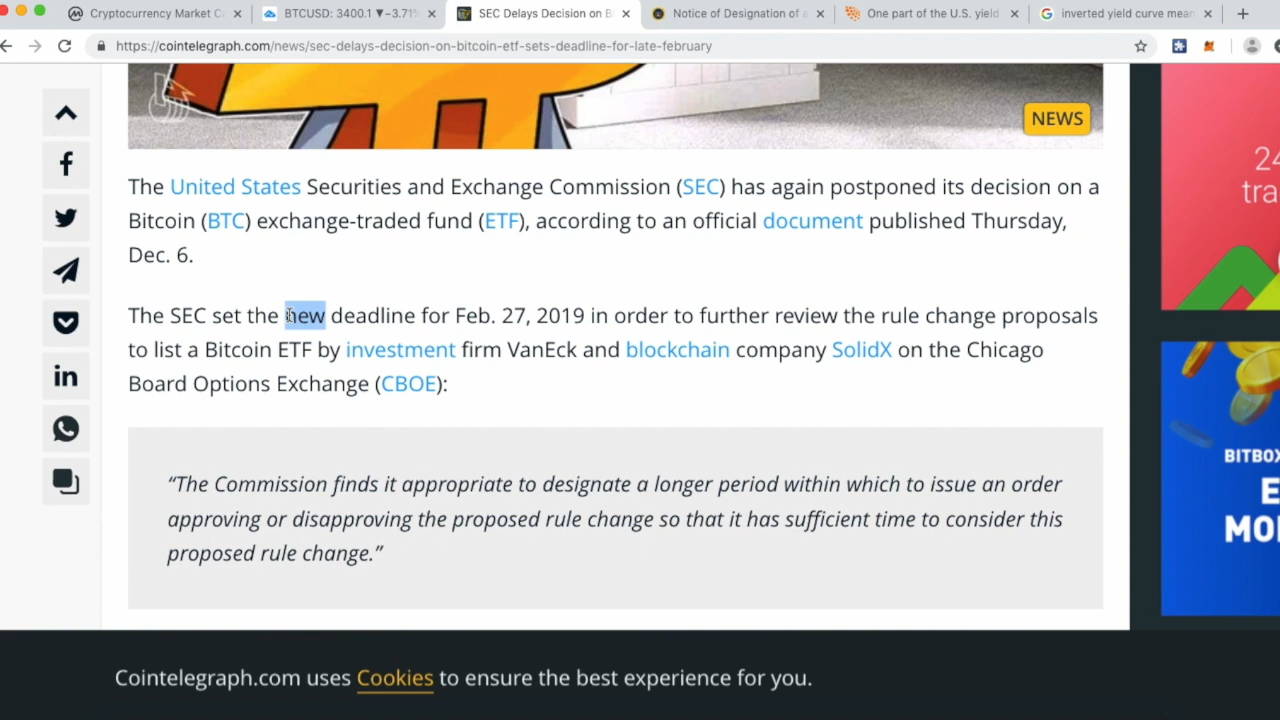 Cryptocurrency Market C
BTCUSD: 3400.1 ▼−3.71%
SEC Delays Decision on B
Notice of Designation of a
One part of the U.S. yield
inverted yield curve mean
https://cointelegraph.com/news/sec-delays-decision-on-bitcoin-etf-sets-deadline-for-late-february
NEWS
24
tra
The United States Securities and Exchange Commission (SEC) has again postponed its decision on a
Bitcoin (BTC) exchange-traded fund (ETF), according to an official document published Thursday,
Dec. 6.
The SEC set the new deadline for Feb. 27, 2019 in order to further review the rule change proposals
to list a Bitcoin ETF by investment firm VanEck and blockchain company SolidX on the Chicago
Board Options Exchange (CBOE):
“The Commission finds it appropriate to designate a longer period within which to issue an order
approving or disapproving the proposed rule change so that it has sufficient time to consider this
proposed rule change.”
BITBOX
E
MO
Cointelegraph.com uses Cookies to ensure the best experience for you.